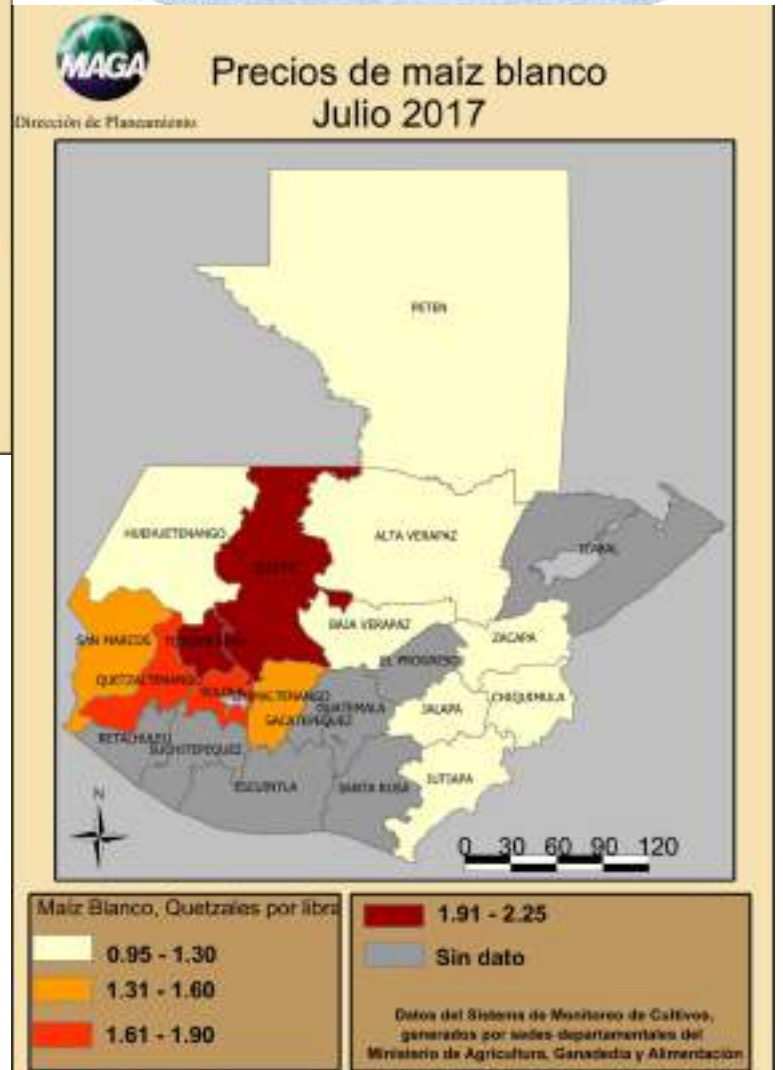 MAGA
Dirección de Planeamiento
Precios de maíz blanco
Julio 2017
PETEN
HUEHUETENANGO
ALTA VERAPAZ
IZABAL
QUICHE
BAJA VERAPAZ
ZACAPA
SAN MARCOS
EL PROGRESO
QUETZALTENANGO
CHIQUIMULA
CHIMALTENANGO
GUATEMALA
JALAPA
SACATEPEQUEZ
RETALHULEU
SUCHITEPEQUEZ
ESCUINTLA
SANTA ROSA
JUTIAPA
N
0 30 60 90 120
Maíz Blanco, Quetzales por libra
0.95 - 1.30
1.31 - 1.60
1.61 - 1.90
1.91 - 2.25
Sin dato
Datos del Sistema de Monitoreo de Cultivos,
generados por sedes departamentales del
Ministerio de Agricultura, Ganadedia y Alimentación